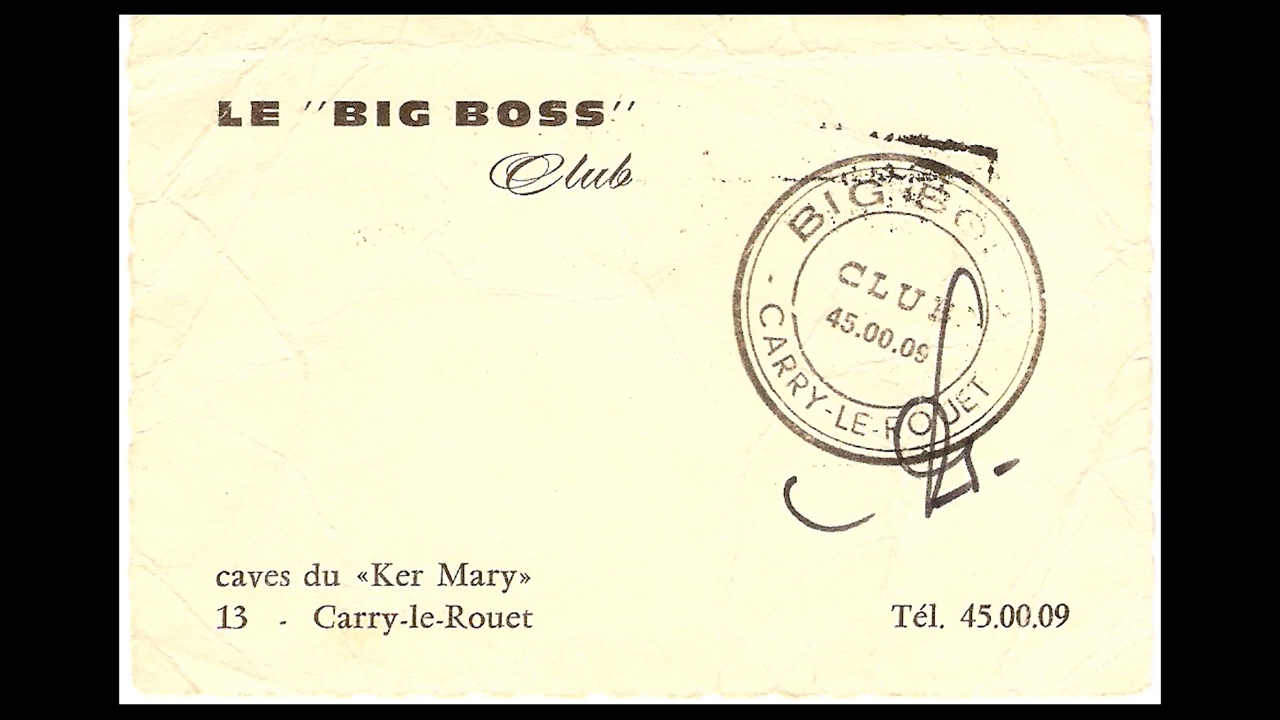 LE "BIG BOSS"
Club
BIG
CLUB
45.00.09
CARRY-LE-ROUET
caves du «Ker Mary»
13 - Carry-le-Rouet
Tél. 45.00.09